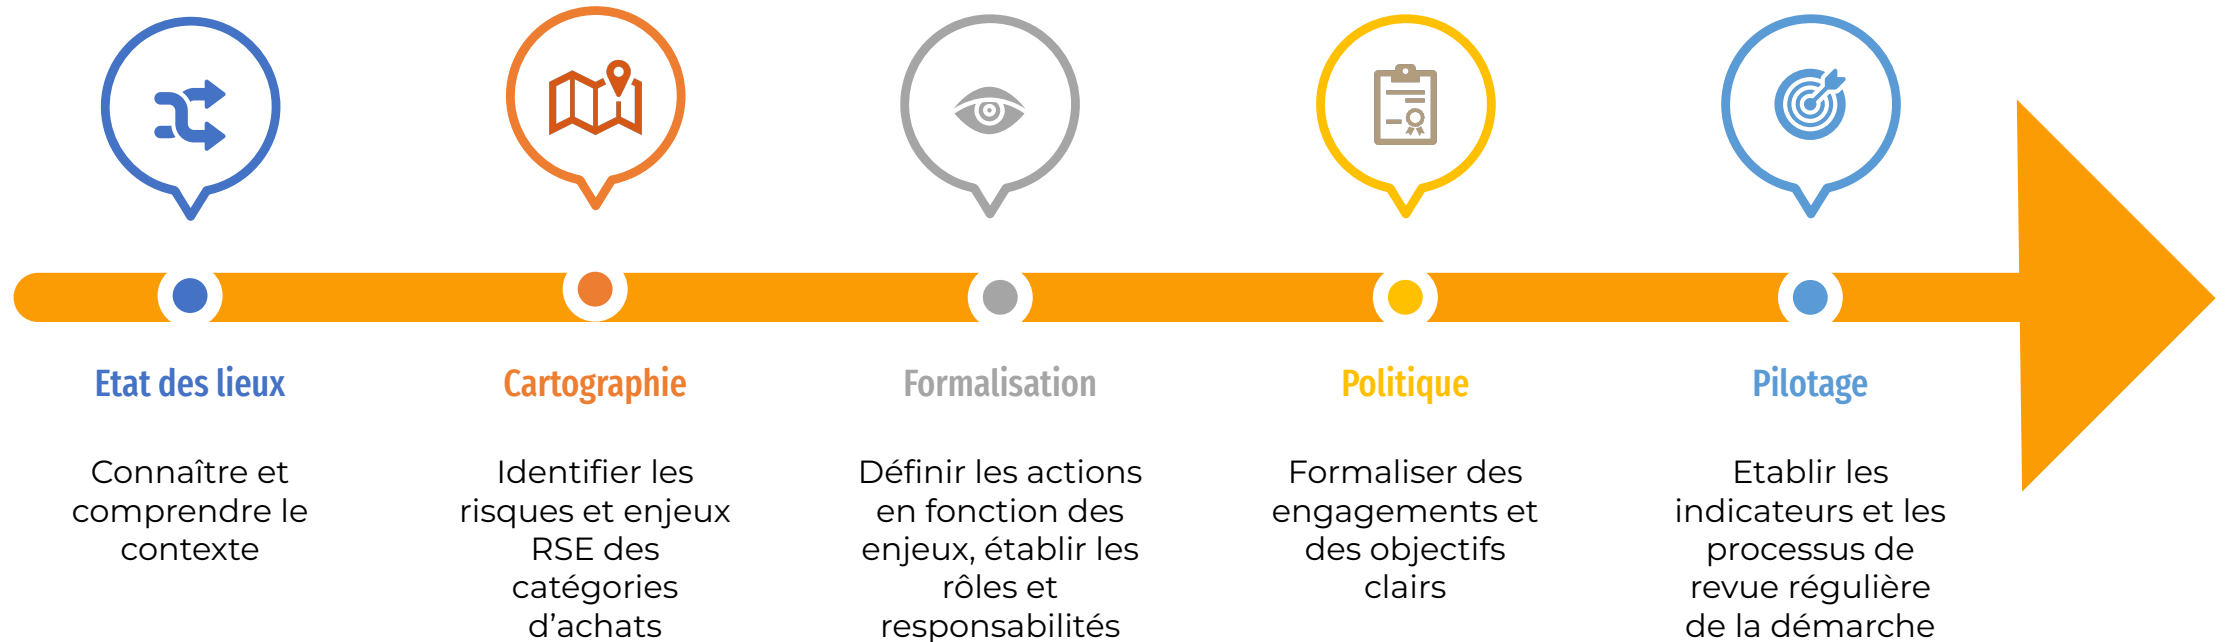 Etat des lieux
Connaître et
comprendre le
contexte
Cartographie
Identifier les
risques et enjeux
RSE des
catégories
d’achats
Formalisation
Définir les actions
en fonction des
enjeux, établir les
rôles et
responsabilités
Politique
Formaliser des
engagements et
des objectifs
clairs
Pilotage
Etablir les
indicateurs et les
processus de
revue régulière
de la démarche